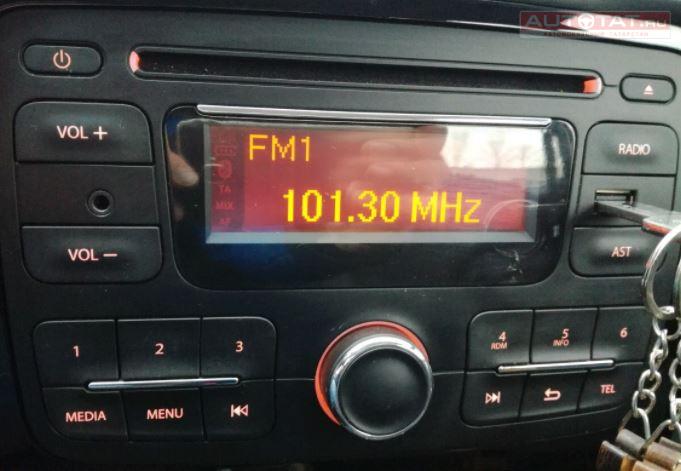 AUTOTAT.RU
VOL +
FM1
RADIO
TA
MIX
AF
101.30 MHz
VOL –
AST
1
2
3
4
RDM
5
INFO
6
MEDIA
MENU
TEL